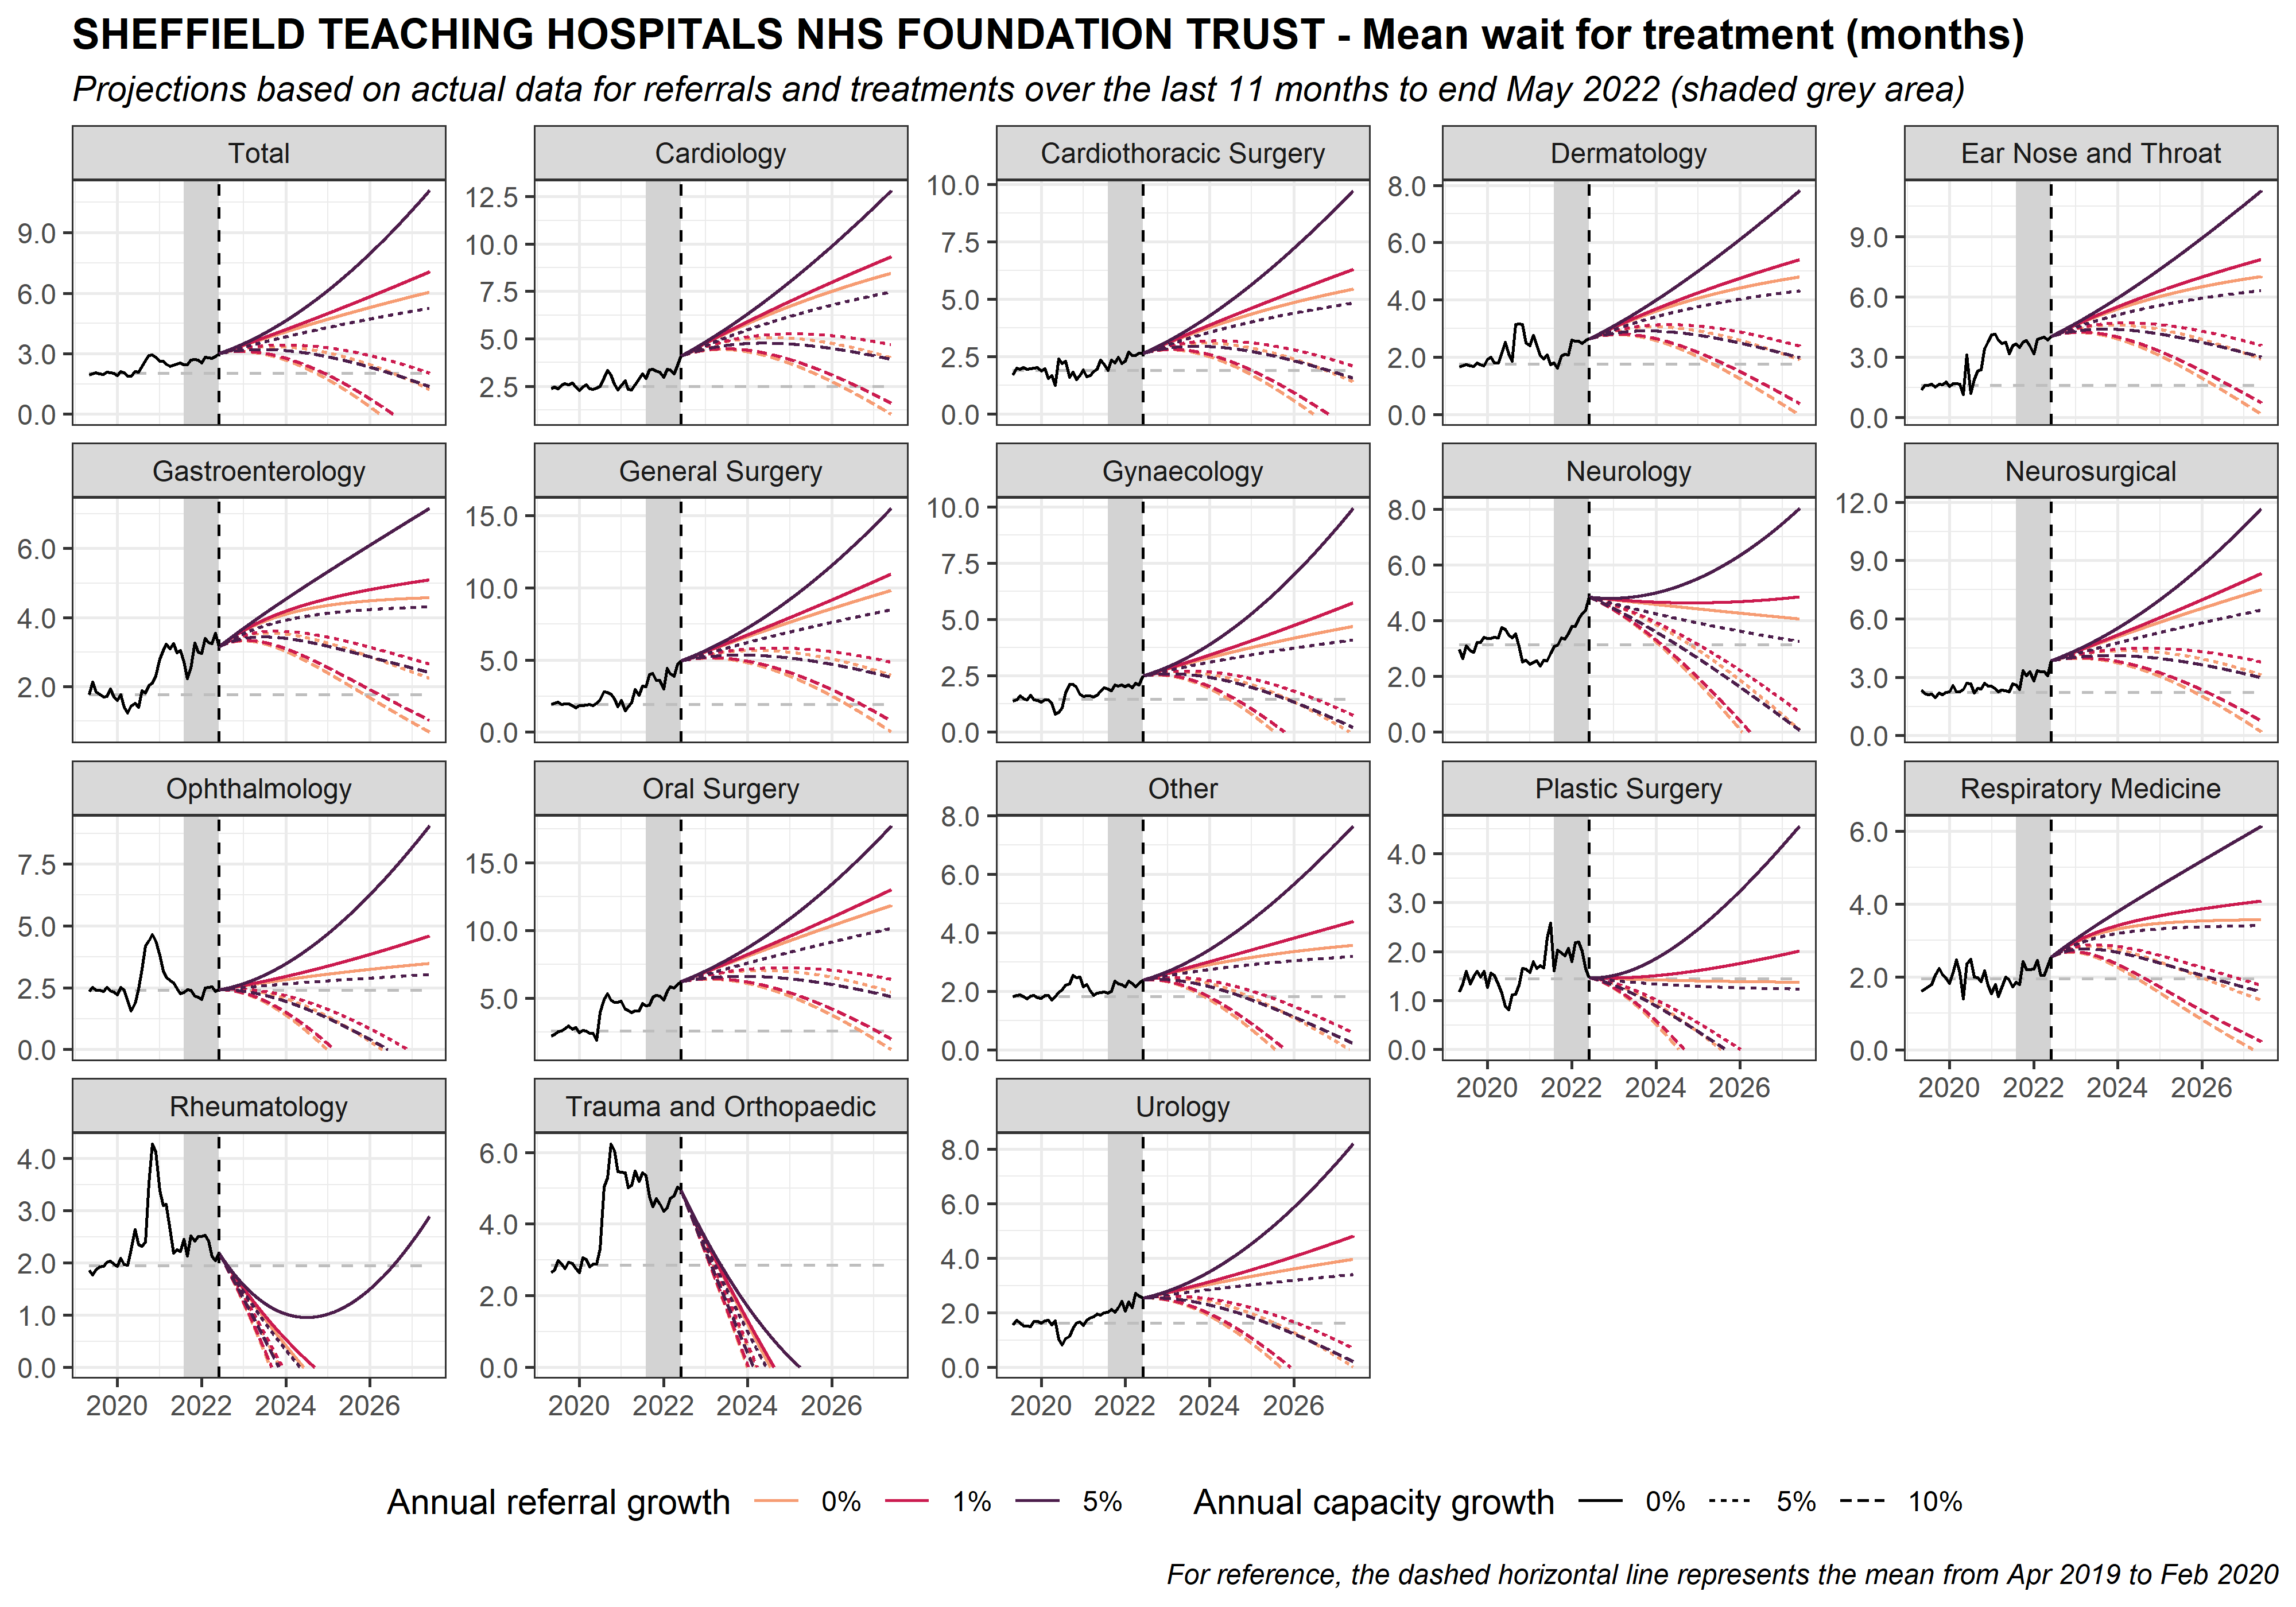 SHEFFIELD TEACHING HOSPITALS NHS FOUNDATION TRUST - Mean wait for treatment (months)
Projections based on actual data for referrals and treatments over the last 11 months to end May 2022 (shaded grey area)
Total
Cardiology
Cardiothoracic Surgery
Dermatology
Ear Nose and Throat
9.0
6.0
3.0
0.0
12.5
10.0
7.5
5.0
2.5
10.0
7.5
5.0
2.5
0.0
8.0
6.0
4.0
2.0
0.0
9.0
6.0
3.0
0.0
Gastroenterology
General Surgery
Gynaecology
Neurology
Neurosurgical
6.0
4.0
2.0
15.0
10.0
5.0
0.0
10.0
7.5
5.0
2.5
0.0
8.0
6.0
4.0
2.0
0.0
12.0
9.0
6.0
3.0
0.0
Ophthalmology
Oral Surgery
Other
Plastic Surgery
Respiratory Medicine
7.5
5.0
2.5
0.0
15.0
10.0
5.0
8.0
6.0
4.0
2.0
0.0
4.0
3.0
2.0
1.0
0.0
6.0
4.0
2.0
0.0
2020 2022 2024 2026
2020 2022 2024 2026
Rheumatology
Trauma and Orthopaedic
Urology
4.0
3.0
2.0
1.0
0.0
6.0
4.0
2.0
0.0
8.0
6.0
4.0
2.0
0.0
2020 2022 2024 2026
2020 2022 2024 2026
2020 2022 2024 2026
Annual referral growth 0% 1% 5%
Annual capacity growth 0% 5% 10%
For reference, the dashed horizontal line represents the mean from Apr 2019 to Feb 2020